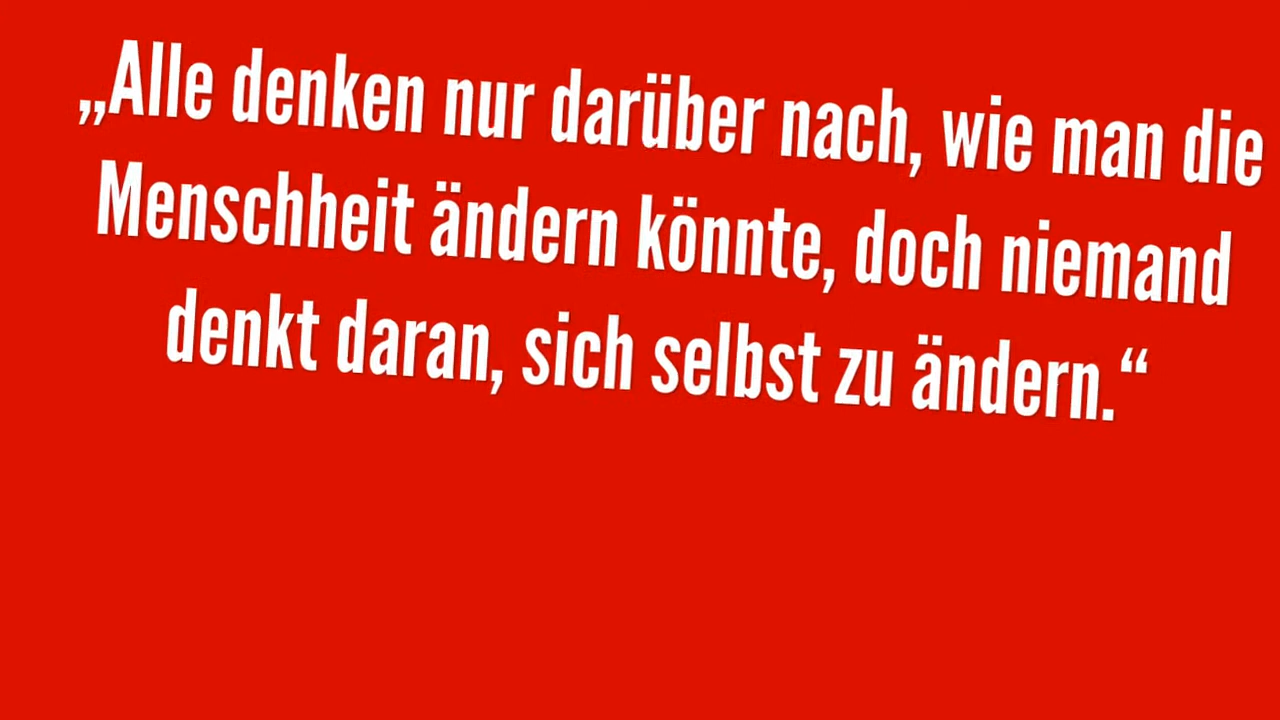 „Alle denken nur darüber nach, wie man die
Menschheit ändern könnte, doch niemand
denkt daran, sich selbst zu ändern.“